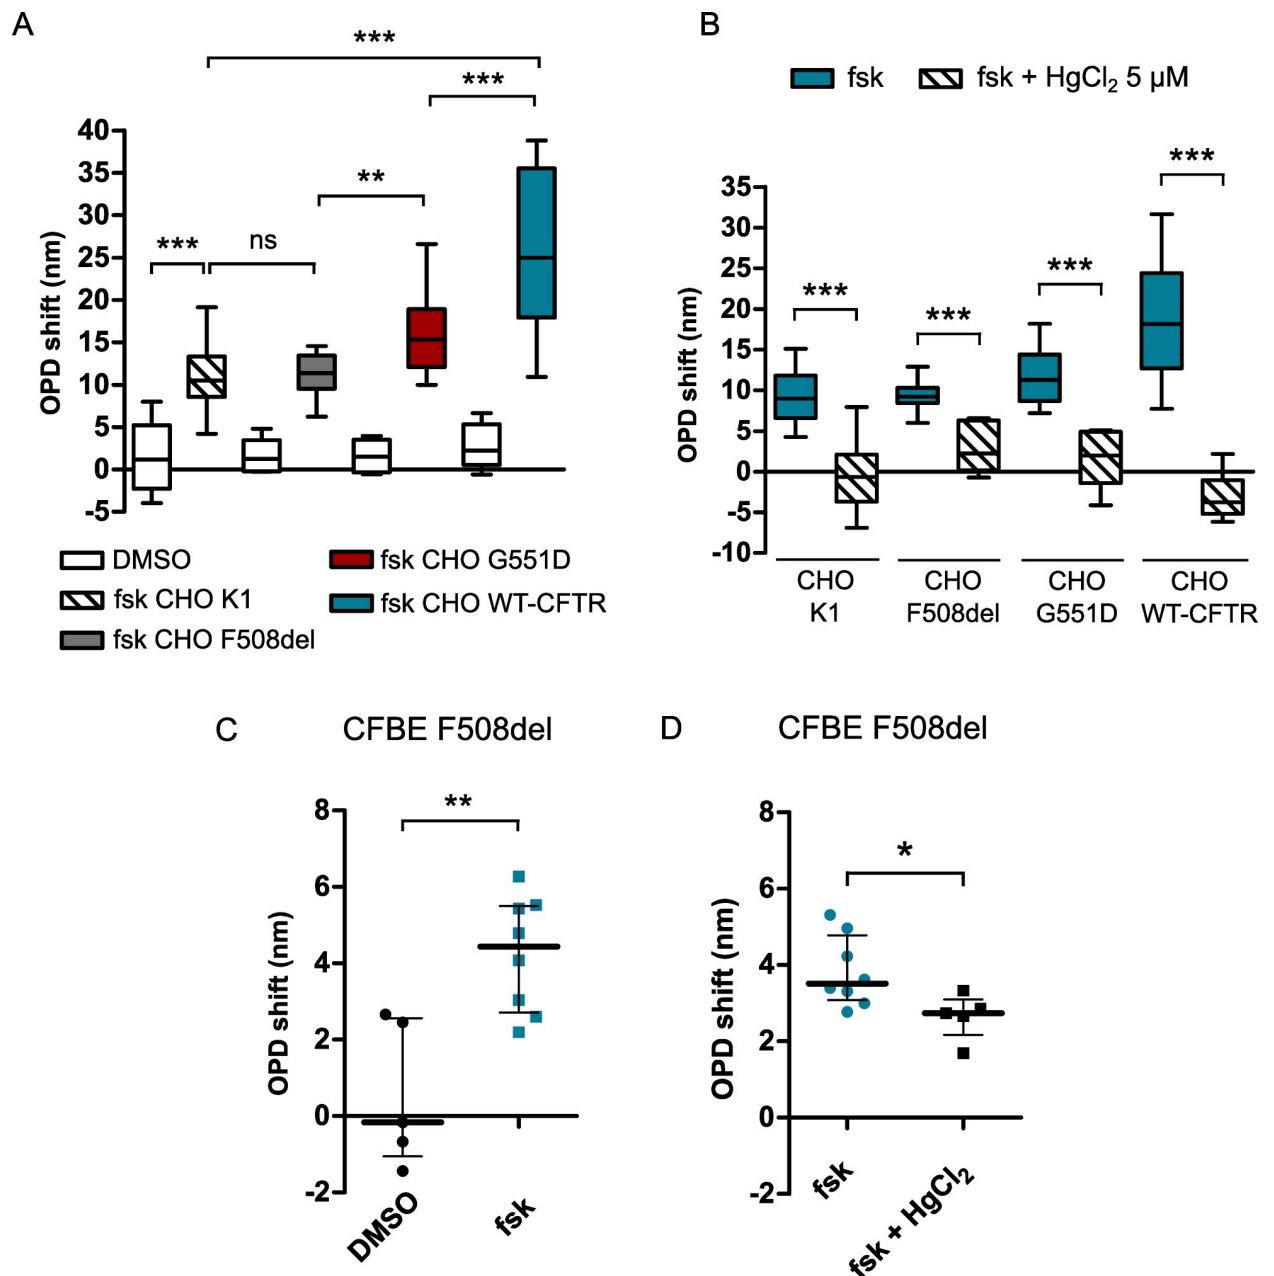 A
***
***
OPD shift (nm)
40
35
30
25
20
15
10
5
0
-5
***
ns
**
DMSO
fsk CHO K1
fsk CHO F508del
fsk CHO G551D
fsk CHO WT-CFTR
B
fsk
fsk + HgCl₂ 5 µM
OPD shift (nm)
35
30
25
20
15
10
5
0
-5
-10
***
***
***
***
CHO
K1
CHO
F508del
CHO
G551D
CHO
WT-CFTR
C
CFBE F508del
OPD shift (nm)
8
6
4
2
0
-2
**
DMSO
fsk
D
CFBE F508del
OPD shift (nm)
8
6
4
2
0
-2
*
fsk
fsk + HgCl₂